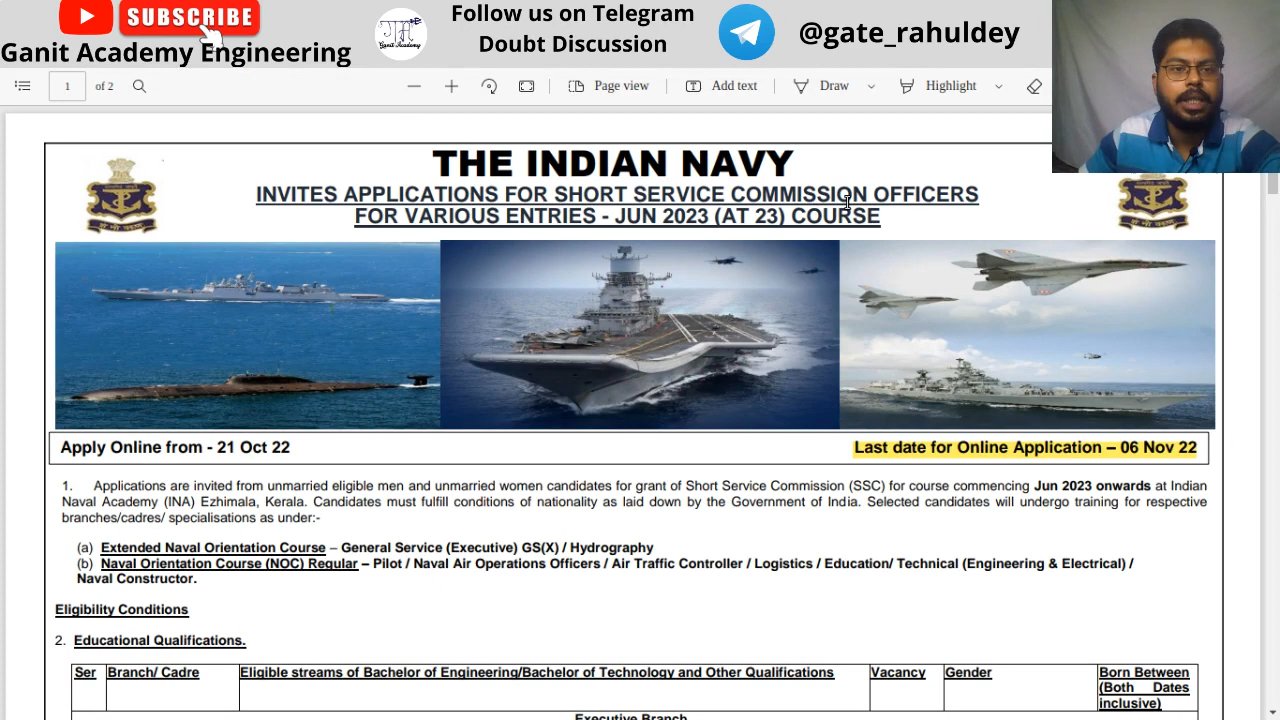 SUBSCRIBE
Ganit Academy Engineering
Ganit Academy
Follow us on Telegram
Doubt Discussion
@gate_rahuldey
1 of 2
Page view
Add text
Draw
Highlight
THE INDIAN NAVY
INVITES APPLICATIONS FOR SHORT SERVICE COMMISSION OFFICERS
FOR VARIOUS ENTRIES - JUN 2023 (AT 23) COURSE
Apply Online from - 21 Oct 22
Last date for Online Application – 06 Nov 22
1. Applications are invited from unmarried eligible men and unmarried women candidates for grant of Short Service Commission (SSC) for course commencing Jun 2023 onwards at Indian
Naval Academy (INA) Ezhimala, Kerala. Candidates must fulfill conditions of nationality as laid down by the Government of India. Selected candidates will undergo training for respective
branches/cadres/ specialisations as under:-
(a) Extended Naval Orientation Course – General Service (Executive) GS(X) / Hydrography
(b) Naval Orientation Course (NOC) Regular – Pilot / Naval Air Operations Officers / Air Traffic Controller / Logistics / Education/ Technical (Engineering & Electrical) /
Naval Constructor.
Eligibility Conditions
2. Educational Qualifications.
Ser Branch/ Cadre Eligible streams of Bachelor of Engineering/Bachelor of Technology and Other Qualifications Vacancy Gender Born Between
(Both Dates
inclusive)
Executive Branch